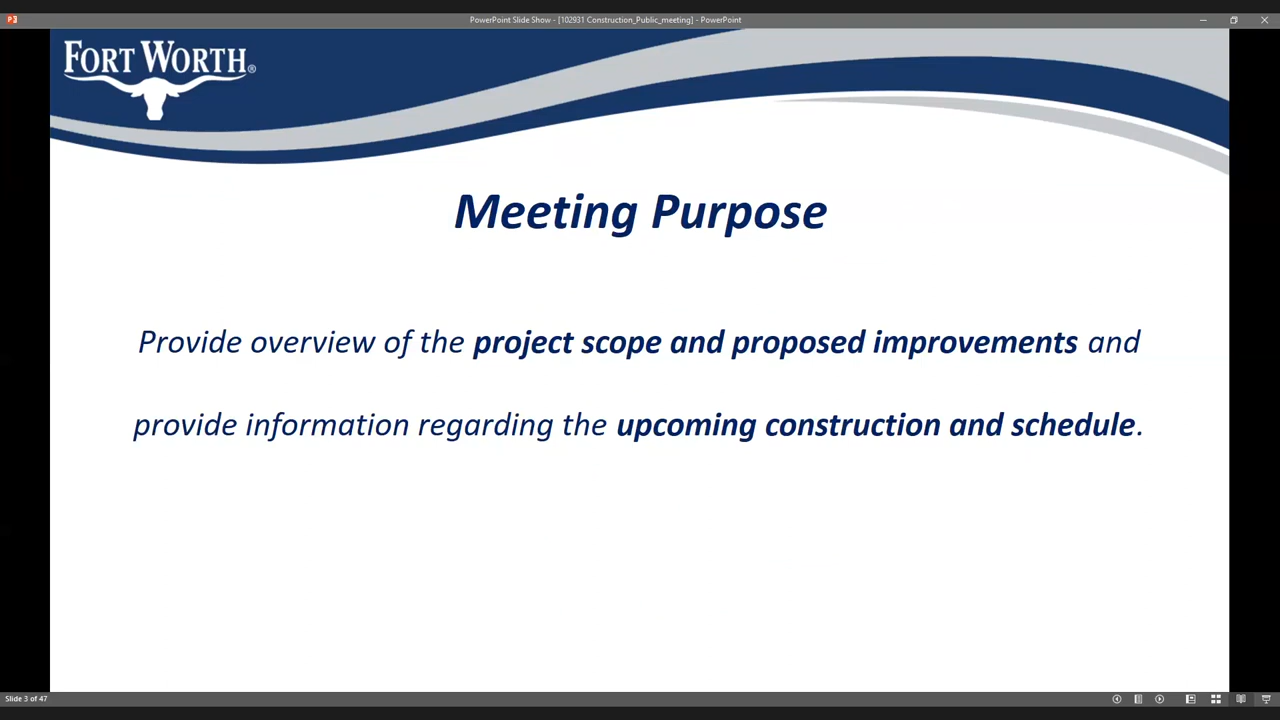 PowerPoint Slide Show - [102931 Construction_Public_meeting] - PowerPoint
FORT WORTH®
Meeting Purpose
Provide overview of the project scope and proposed improvements and
provide information regarding the upcoming construction and schedule.
Slide 3 of 47